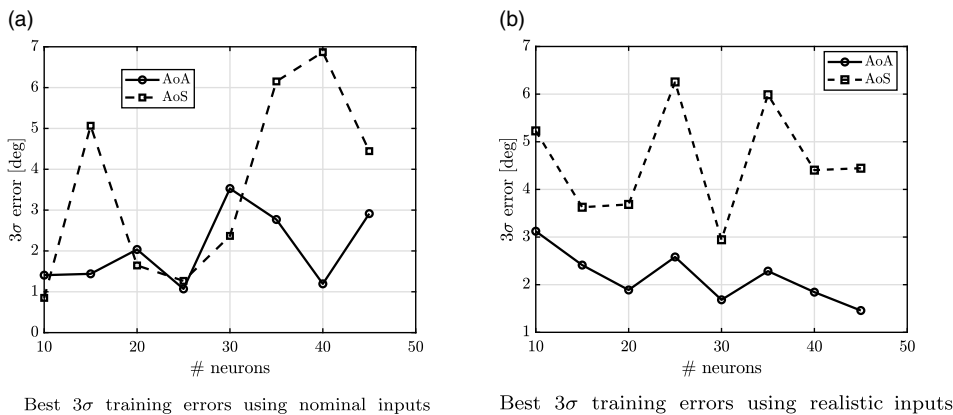 (a)
7
6
5
4
3
2
1
0
3σ error [deg]
AoA
AoS
10 20 30 40 50
# neurons
Best 3σ training errors using nominal inputs
(b)
7
6
5
4
3
2
1
3σ error [deg]
AoA
AoS
10 20 30 40 50
# neurons
Best 3σ training errors using realistic inputs